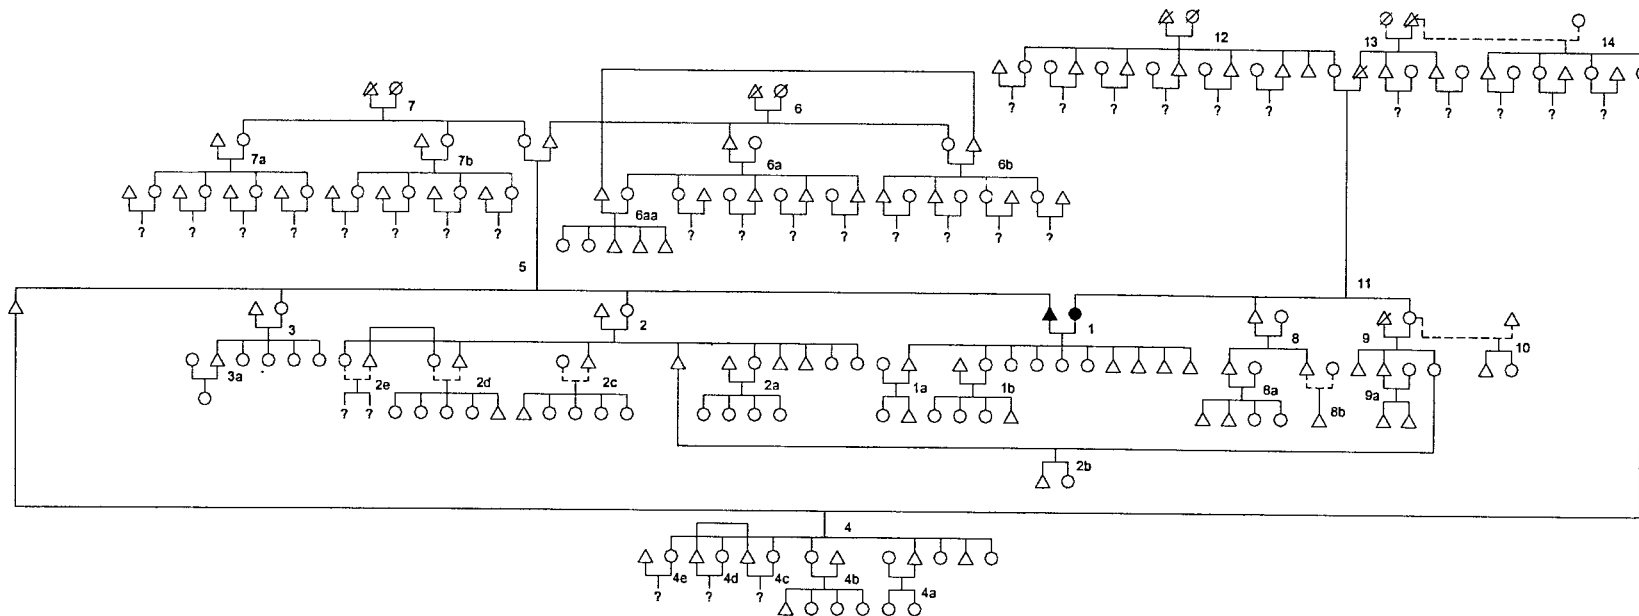 12 13 14
7 6
? ? ? ? ? ? ? ? ? ? ?
7a 7b 6a 6b
6aa
? ? ? ? ? ? ? ? ? ? ? ? ? ? ? ?
5 11
3 2 1 8 9 10
3a 2e 2d 2c 2a 1a 1b 8a 8b 9a
? ?
2b
4
4e 4d 4c 4b 4a
? ? ?